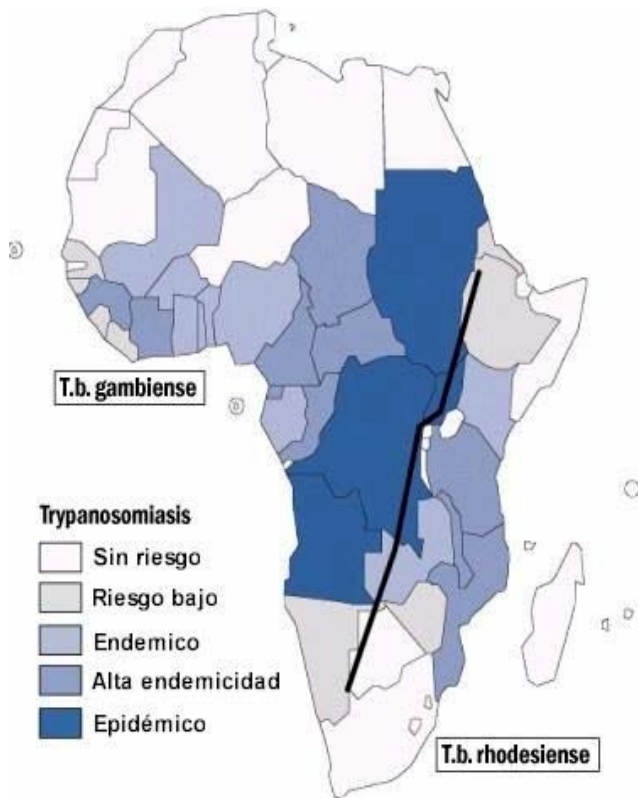 T.b. gambiense
Trypanosomiasis
Sin riesgo
Riesgo bajo
Endemico
Alta endemicidad
Epidémico
T.b. rhodesiense